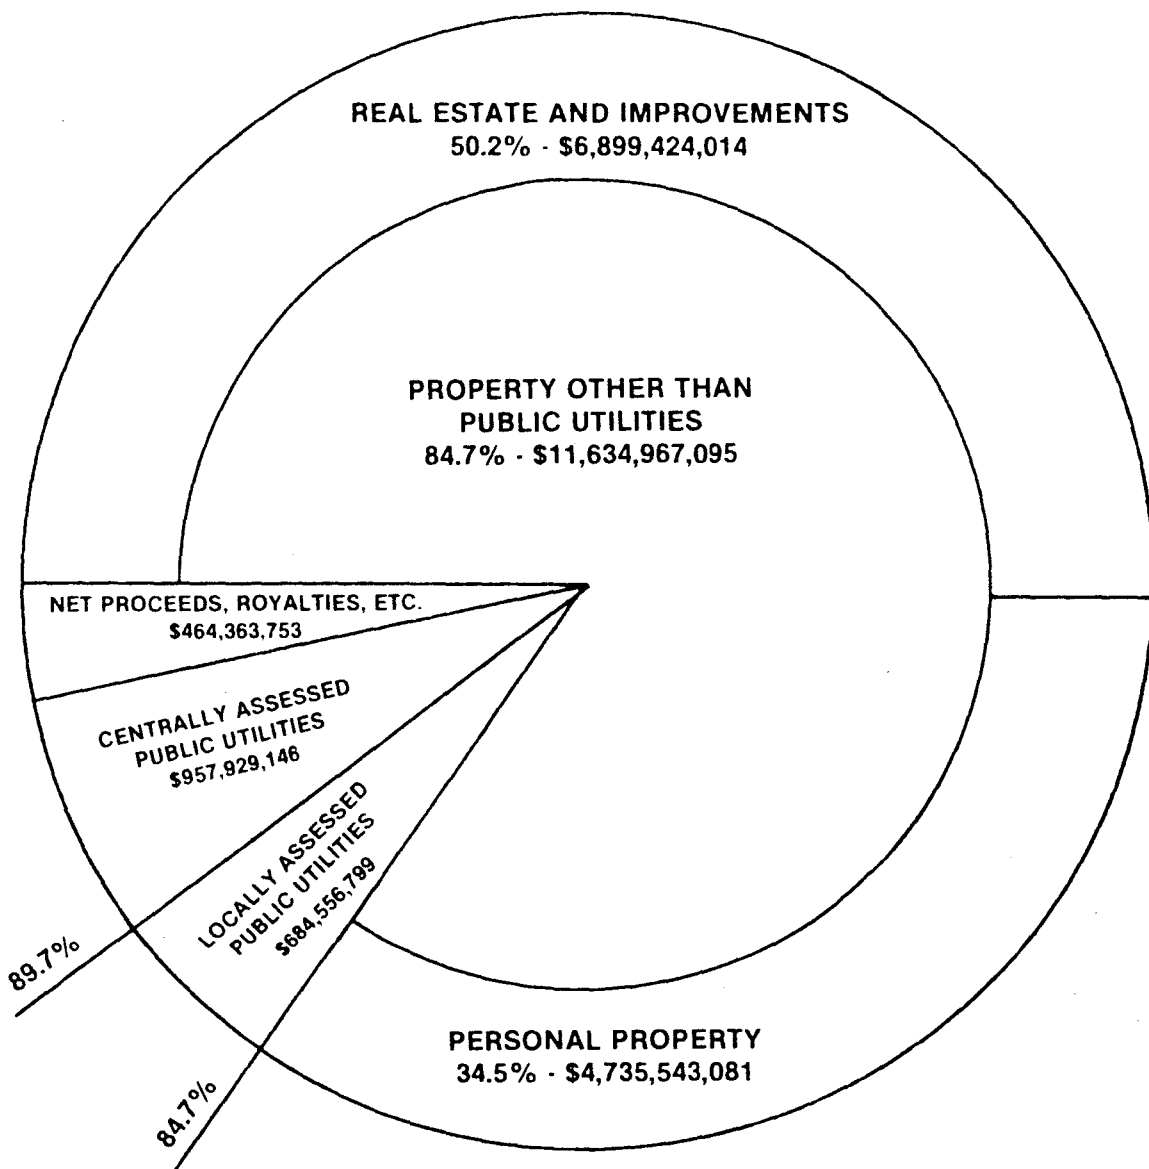 REAL ESTATE AND IMPROVEMENTS
50.2% - $6,899,424,014
PROPERTY OTHER THAN
PUBLIC UTILITIES
84.7% - $11,634,967,095
NET PROCEEDS, ROYALTIES, ETC.
$464,363,753
CENTRALLY ASSESSED
PUBLIC UTILITIES
$957,929,146
LOCALLY ASSESSED
PUBLIC UTILITIES
$684,556,799
89.7%
84.7%
PERSONAL PROPERTY
34.5% - $4,735,543,081